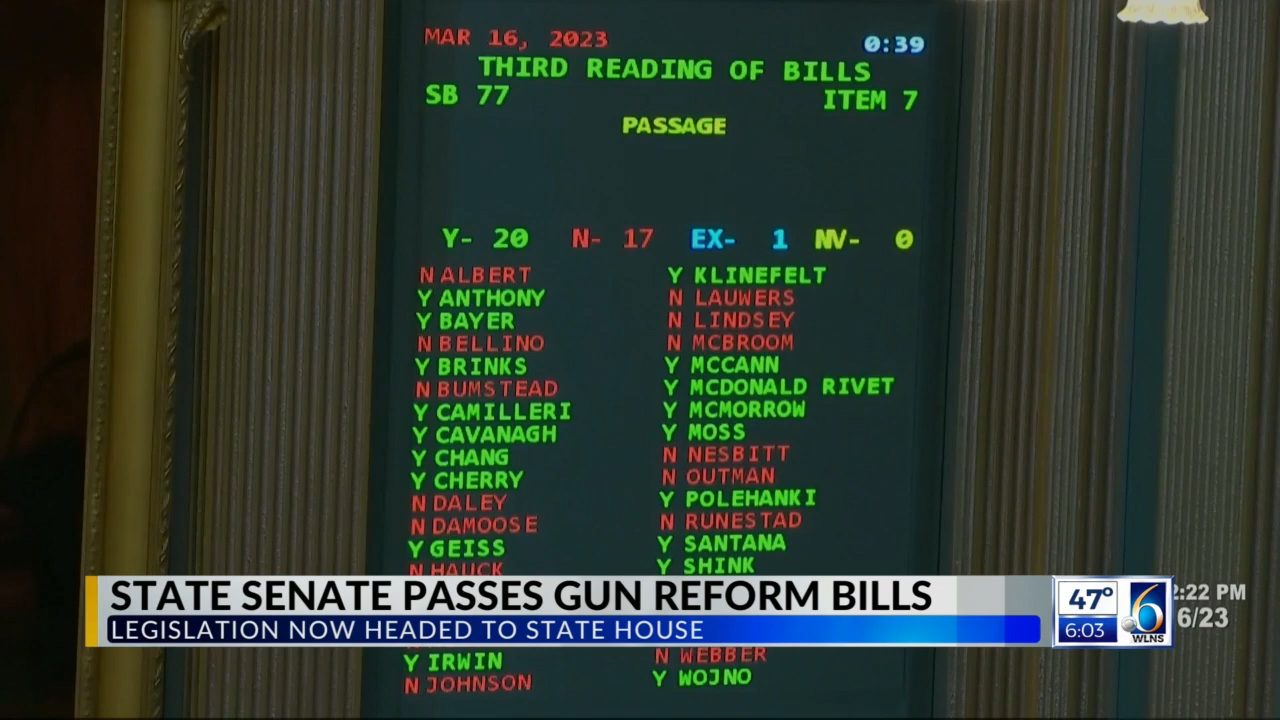 MAR 16, 2023 0:39
THIRD READING OF BILLS
SB 77 ITEM 7
PASSAGE
Y- 20 N- 17 EX- 1 NV- 0
N ALBERT Y KLINEFELT
Y ANTHONY N LAUWERS
Y BAYER N LINDSEY
N BELLINO N MCBROOM
Y BRINKS Y MCCANN
N BUMSTEAD Y MCDONALD RIVET
Y CAMILLERI Y MCMORROW
Y CAVANAGH Y MOSS
Y CHANG N NESBITT
Y CHERRY N OUTMAN
N DALEY Y POLEHANKI
N DAMOOSE N RUNESTAD
Y GEISS Y SANTANA
N HAUCK Y SHINK
STATE SENATE PASSES GUN REFORM BILLS
LEGISLATION NOW HEADED TO STATE HOUSE
47°
6:03
6
WLNS
2:22 PM
6/23
Y IRWIN N WEBBER
N JOHNSON Y WOJNO